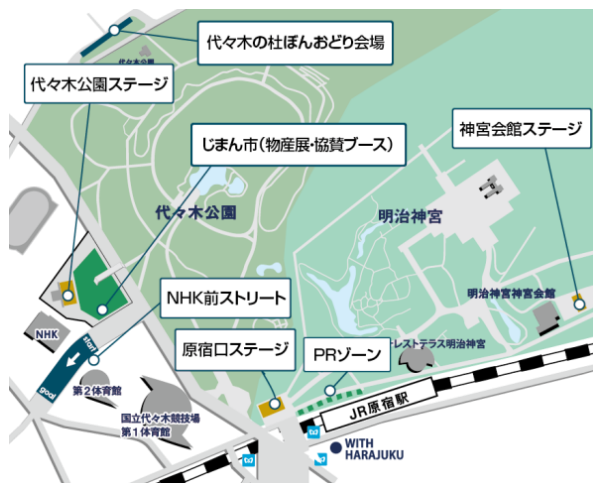 代々木の杜ぼんおどり会場
代々木公園
代々木公園ステージ
神宮会館ステージ
じまん市(物産展・協賛ブース)
代々木公園
明治神宮
NHK前ストリート
明治神宮神宮会館
NHK
start
goal
原宿口ステージ
PRゾーン
レストテラス明治神宮
第2体育館
国立代々木競技場
第1体育館
JR原宿駅
WITH
HARAJUKU